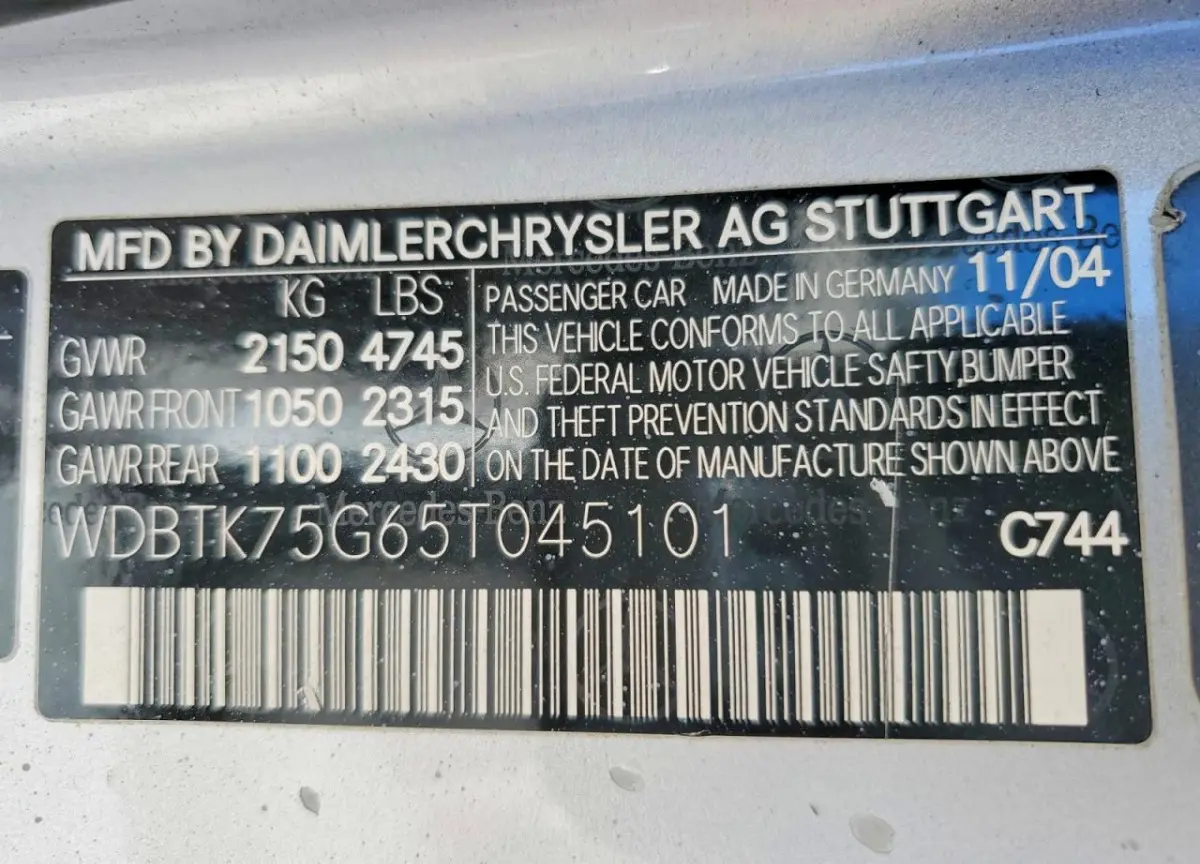 MFD BY DAIMLERCHRYSLER AG STUTTGART
KG LBS
GVWR 2150 4745
GAWR FRONT 1050 2315
GAWR REAR 1100 2430
PASSENGER CAR MADE IN GERMANY 11/04
THIS VEHICLE CONFORMS TO ALL APPLICABLE
U.S. FEDERAL MOTOR VEHICLE SAFTY,BUMPER
AND THEFT PREVENTION STANDARDS IN EFFECT
ON THE DATE OF MANUFACTURE SHOWN ABOVE
Mercedes-Benz
WDBTK75G65T045101 C744